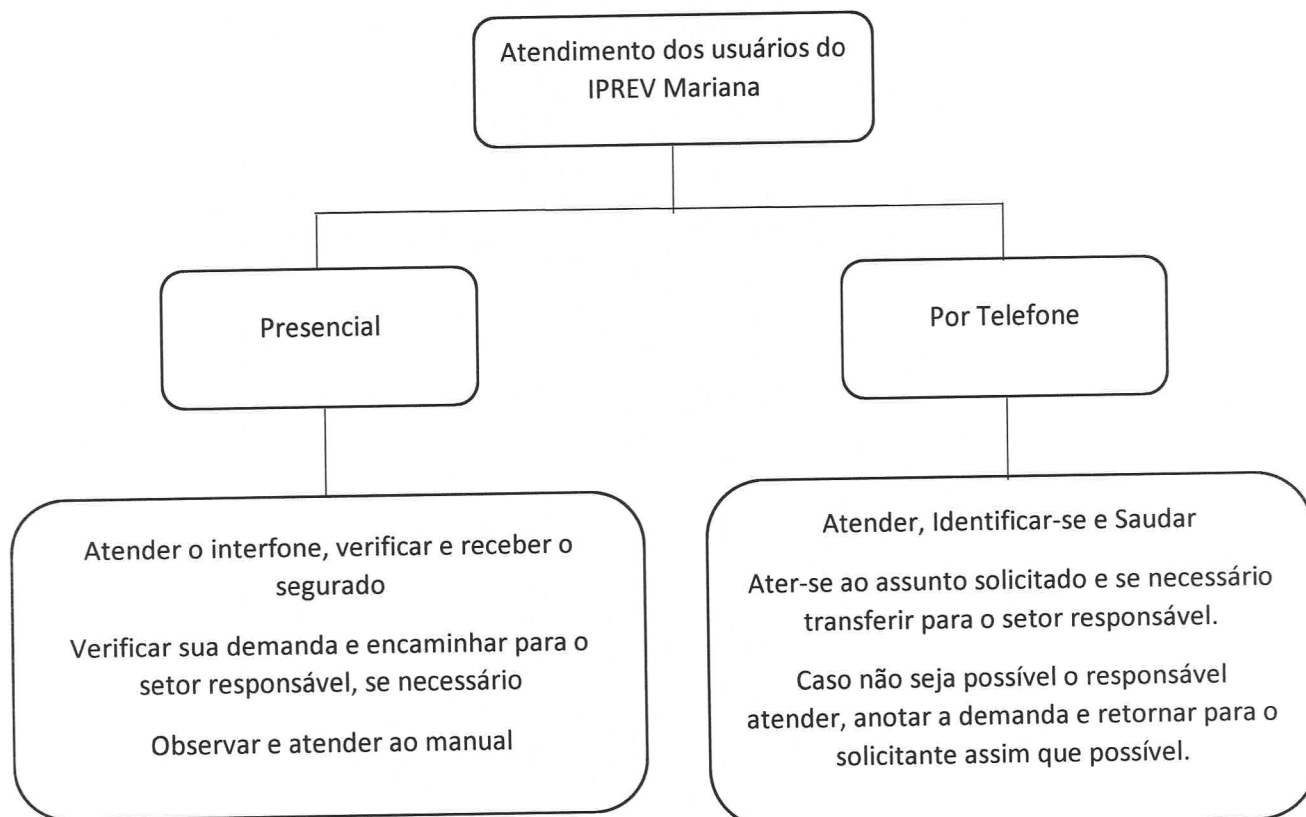 Atendimento dos usuários do
IPREV Mariana
Presencial
Por Telefone
Atender o interfone, verificar e receber o
segurado
Verificar sua demanda e encaminhar para o
setor responsável, se necessário
Observar e atender ao manual
Atender, Identificar-se e Saudar
Ater-se ao assunto solicitado e se necessário
transferir para o setor responsável.
Caso não seja possível o responsável
atender, anotar a demanda e retornar para o
solicitante assim que possível.